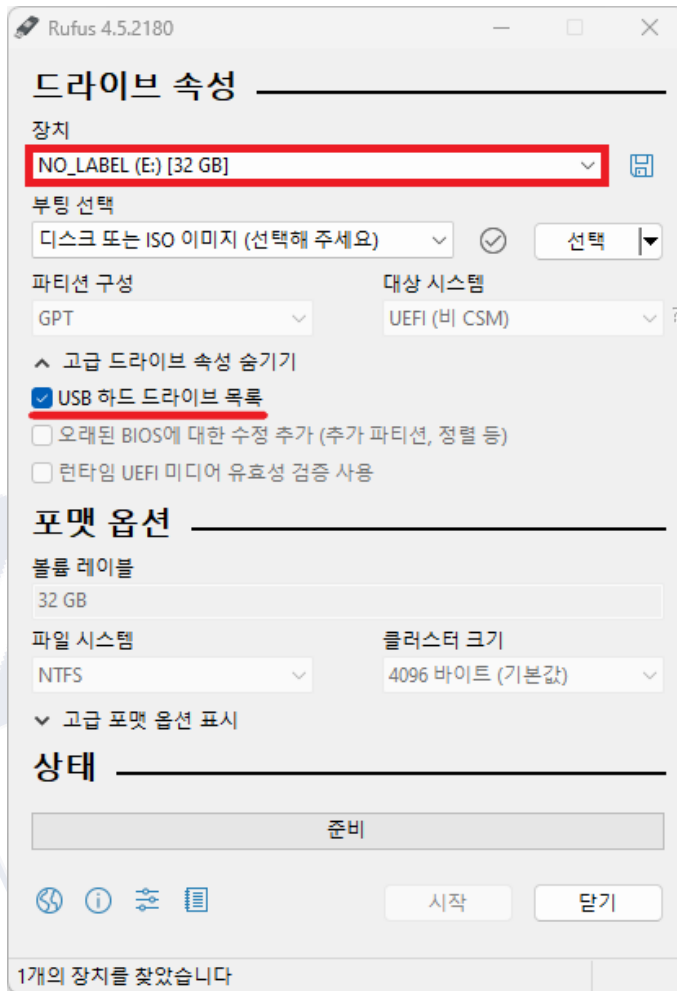 Rufus 4.5.2180
드라이브 속성
장치
NO_LABEL (E:) [32 GB]
부팅 선택
디스크 또는 ISO 이미지 (선택해 주세요)
선택
파티션 구성
대상 시스템
GPT
UEFI (비 CSM)
?
고급 드라이브 속성 숨기기
USB 하드 드라이브 목록
오래된 BIOS에 대한 수정 추가 (추가 파티션, 정렬 등)
런타임 UEFI 미디어 유효성 검증 사용
포맷 옵션
볼륨 레이블
32 GB
파일 시스템
클러스터 크기
NTFS
4096 바이트 (기본값)
고급 포맷 옵션 표시
상태
준비
시작
닫기
1개의 장치를 찾았습니다